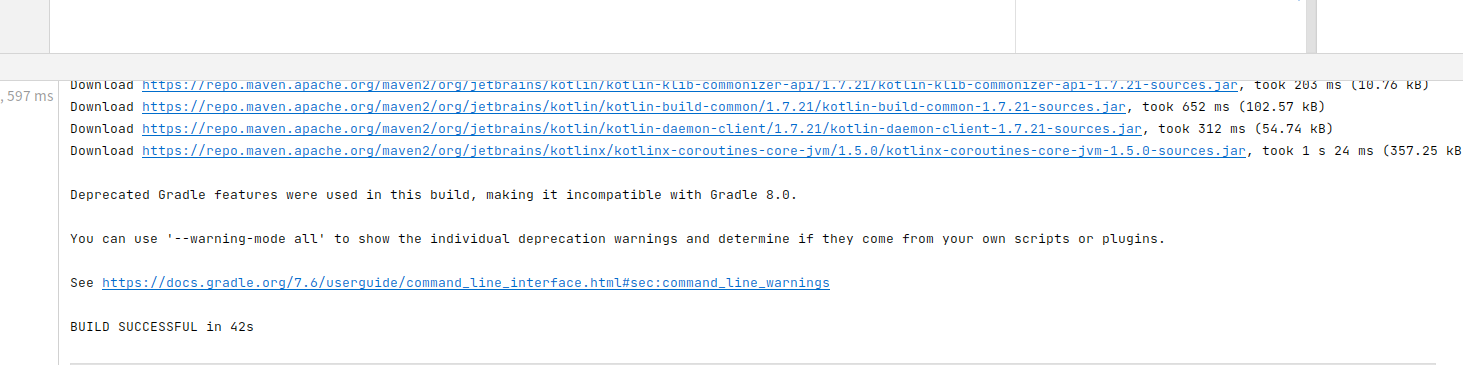 Download https://repo.maven.apache.org/maven2/org/jetbrains/kotlin/kotlin-klib-commonizer-api/1.7.21/kotlin-klib-commonizer-api-1.7.21-sources.jar, took 203 ms (10.76 kB)
, 597 ms
Download https://repo.maven.apache.org/maven2/org/jetbrains/kotlin/kotlin-build-common/1.7.21/kotlin-build-common-1.7.21-sources.jar, took 652 ms (102.57 kB)
Download https://repo.maven.apache.org/maven2/org/jetbrains/kotlin/kotlin-daemon-client/1.7.21/kotlin-daemon-client-1.7.21-sources.jar, took 312 ms (54.74 kB)
Download https://repo.maven.apache.org/maven2/org/jetbrains/kotlinx/kotlinx-coroutines-core-jvm/1.5.0/kotlinx-coroutines-core-jvm-1.5.0-sources.jar, took 1 s 24 ms (357.25 kB
Deprecated Gradle features were used in this build, making it incompatible with Gradle 8.0.
You can use '--warning-mode all' to show the individual deprecation warnings and determine if they come from your own scripts or plugins.
See https://docs.gradle.org/7.6/userguide/command_line_interface.html#sec:command_line_warnings
BUILD SUCCESSFUL in 42s